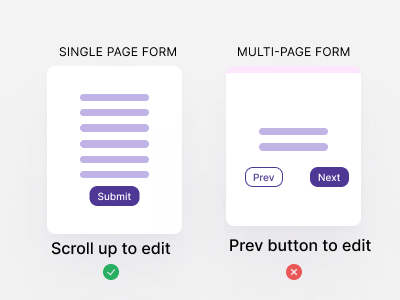 SINGLE PAGE FORM
Submit
Scroll up to edit
MULTI-PAGE FORM
Prev
Next
Prev button to edit